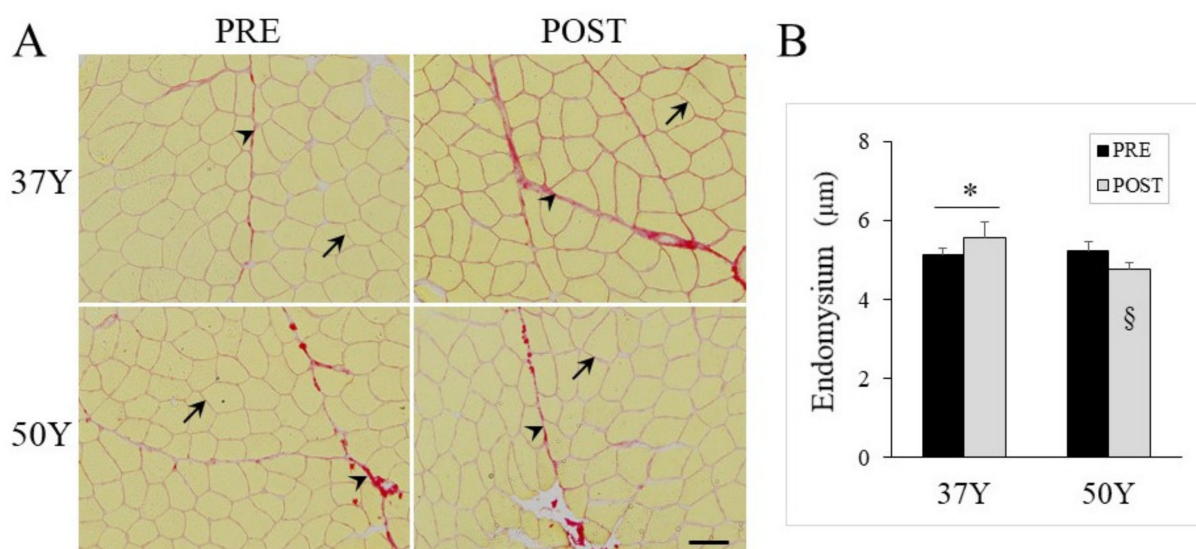 A
PRE
POST
37Y
50Y
B
Endomysium (µm)
8
6
4
2
0
PRE
POST
*
§
37Y
50Y